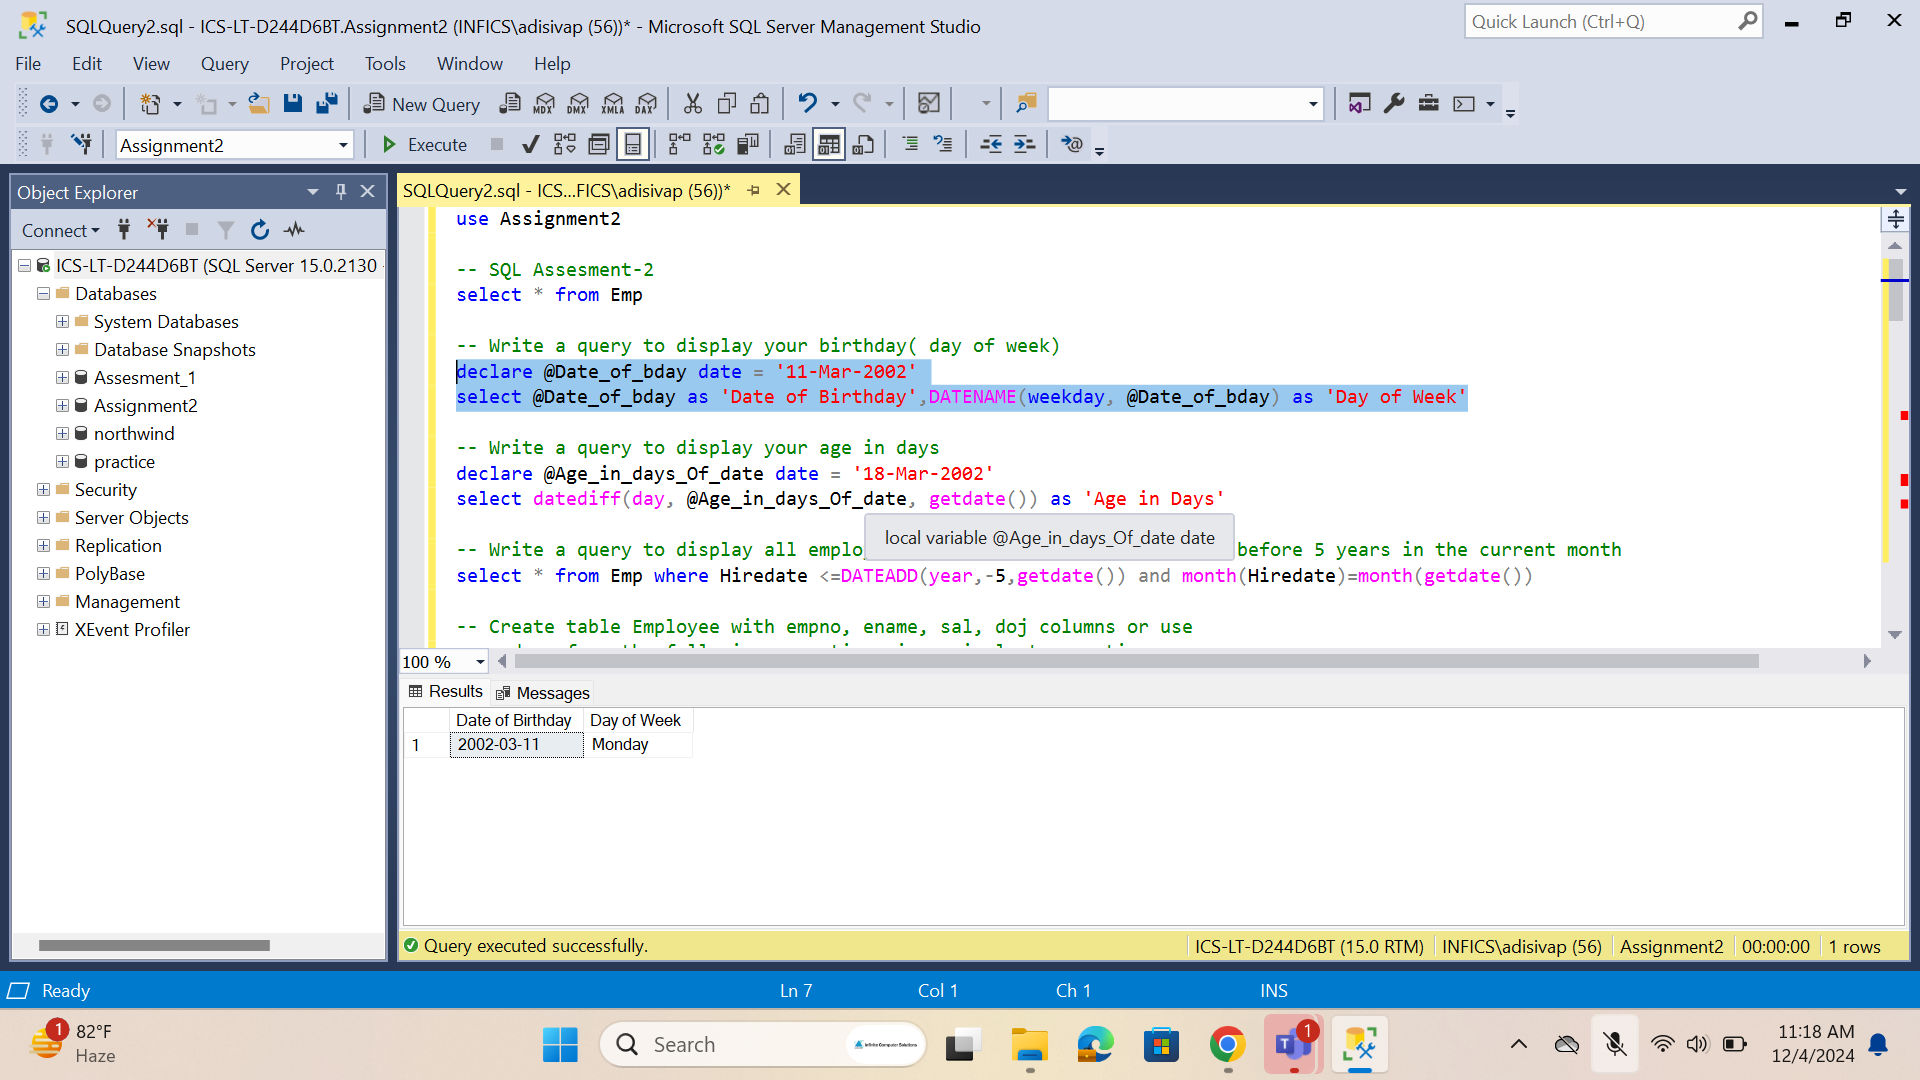 SQLQuery2.sql - ICS-LT-D244D6BT.Assignment2 (INFICS\adisivap (56))* - Microsoft SQL Server Management Studio
Quick Launch (Ctrl+Q)
File Edit View Query Project Tools Window Help
New Query MDX DMX XMLA DAX
Assignment2 Execute
Object Explorer
Connect
ICS-LT-D244D6BT (SQL Server 15.0.2130 -
Databases
System Databases
Database Snapshots
Assesment_1
Assignment2
northwind
practice
Security
Server Objects
Replication
PolyBase
Management
XEvent Profiler
SQLQuery2.sql - ICS...FICS\adisivap (56))*
use Assignment2
-- SQL Assesment-2
select * from Emp
-- Write a query to display your birthday( day of week)
declare @Date_of_bday date = '11-Mar-2002'
select @Date_of_bday as 'Date of Birthday',DATENAME(weekday, @Date_of_bday) as 'Day of Week'
-- Write a query to display your age in days
declare @Age_in_days_Of_date date = '18-Mar-2002'
select datediff(day, @Age_in_days_Of_date, getdate()) as 'Age in Days'
local variable @Age_in_days_Of_date date
-- Write a query to display all emplo before 5 years in the current month
select * from Emp where Hiredate <=DATEADD(year,-5,getdate()) and month(Hiredate)=month(getdate())
-- Create table Employee with empno, ename, sal, doj columns or use
100 %
Results Messages
Date of Birthday Day of Week
1 2002-03-11 Monday
Query executed successfully.
ICS-LT-D244D6BT (15.0 RTM) INFICS\adisivap (56) Assignment2 00:00:00 1 rows
Ready Ln 7 Col 1 Ch 1 INS
1 82°F
Haze
Search
Infinite Computer Solutions
1
11:18 AM
12/4/2024